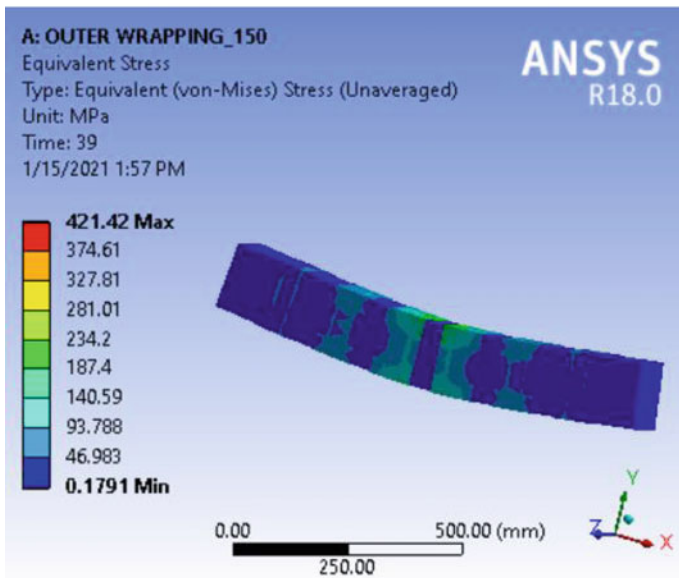 A: OUTER WRAPPING_150
Equivalent Stress
Type: Equivalent (von-Mises) Stress (Unaveraged)
Unit: MPa
Time: 39
1/15/2021 1:57 PM
ANSYS
R18.0
421.42 Max
374.61
327.81
281.01
234.2
187.4
140.59
93.788
46.983
0.1791 Min
0.00
500.00 (mm)
250.00
Y
Z
X